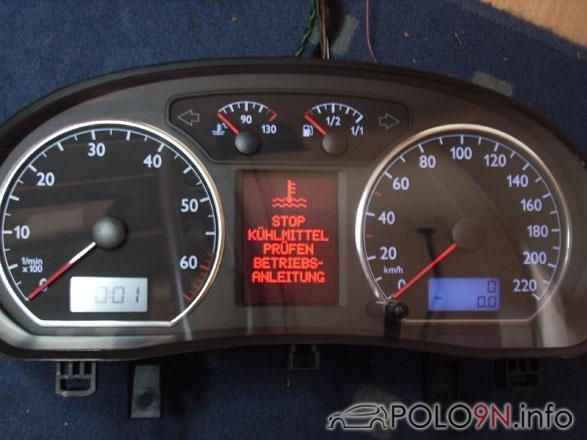 90
130
1/2
1/1
10
20
30
40
50
60
1/min
x 100
0
0:01
STOP
KÜHLMITTEL
PRÜFEN
BETRIEBS-
ANLEITUNG
0
20
40
60
80
100
120
140
160
180
200
220
km/h
0
0.0
POLO9N.info